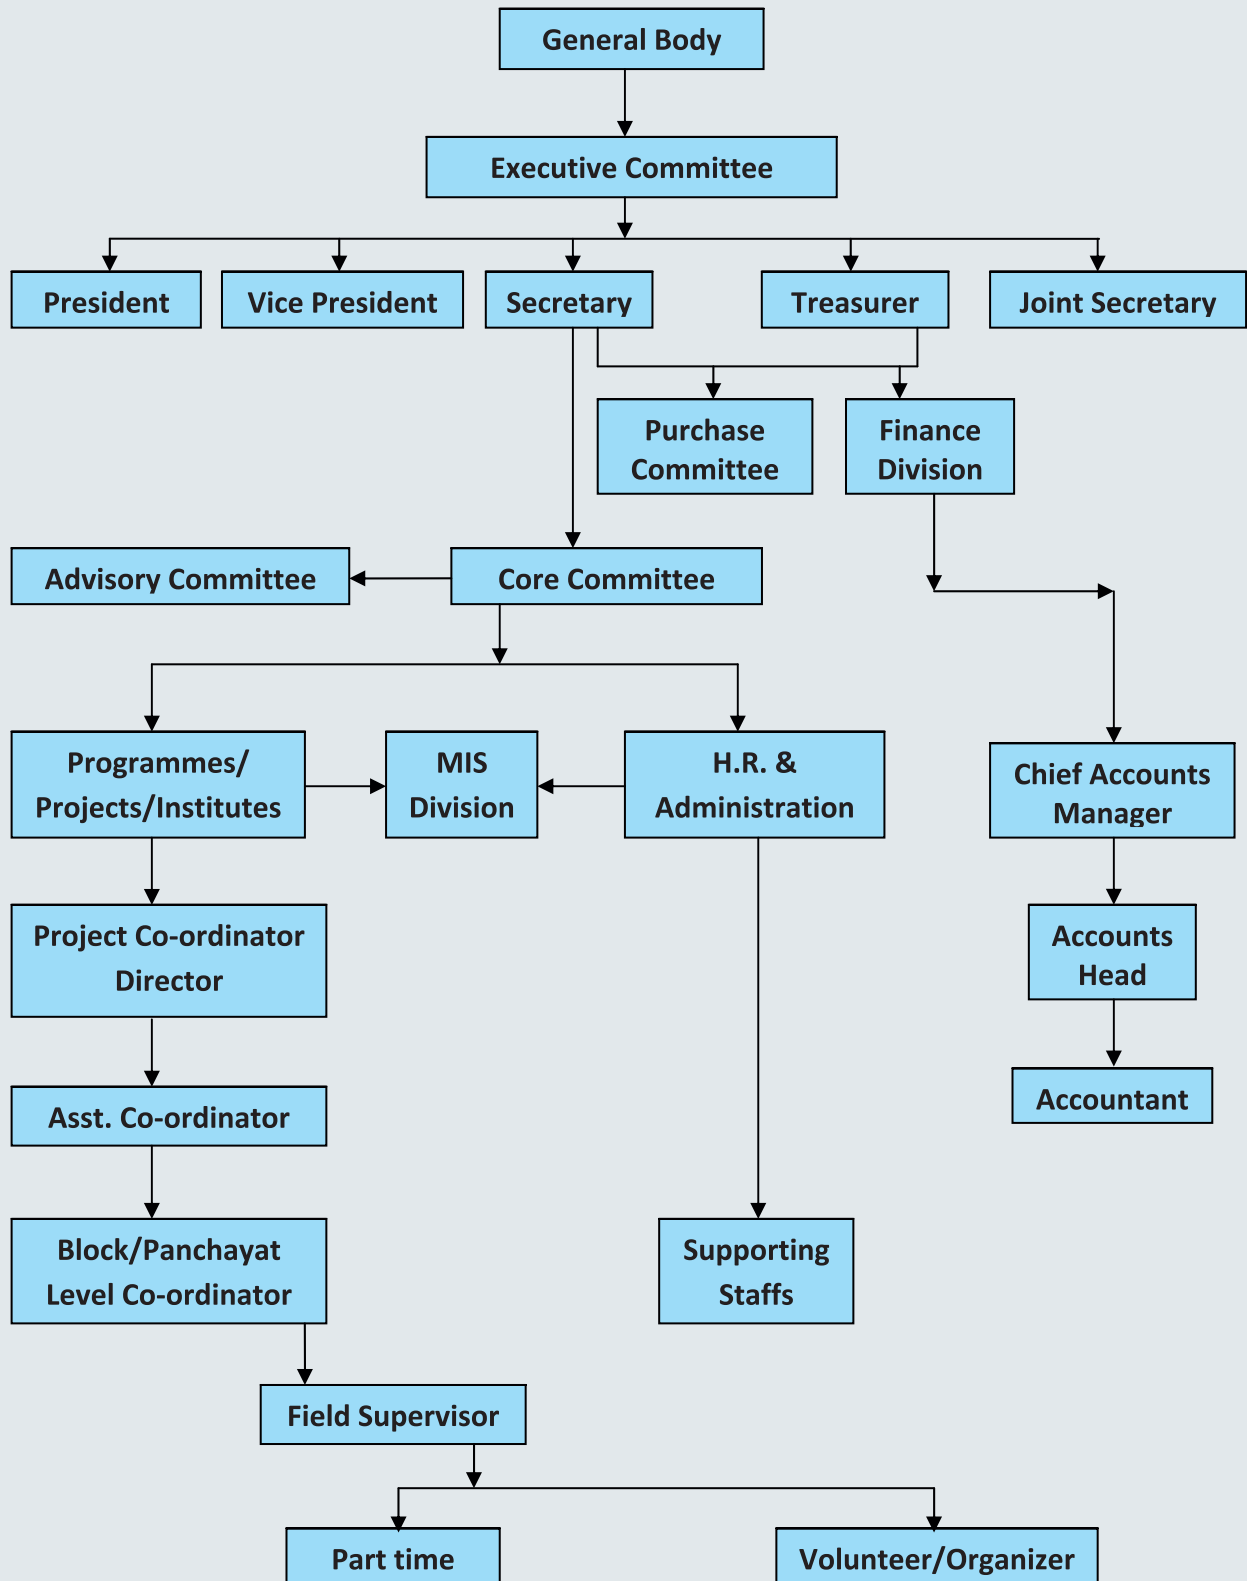 General Body
Executive Committee
President
Vice President
Secretary
Treasurer
Joint Secretary
Purchase
Committee
Finance
Division
Advisory Committee
Core Committee
Programmes/
Projects/Institutes
MIS
Division
H.R. &
Administration
Chief Accounts
Manager
Project Co-ordinator
Director
Accounts
Head
Asst. Co-ordinator
Accountant
Block/Panchayat
Level Co-ordinator
Supporting
Staffs
Field Supervisor
Part time
Volunteer/Organizer